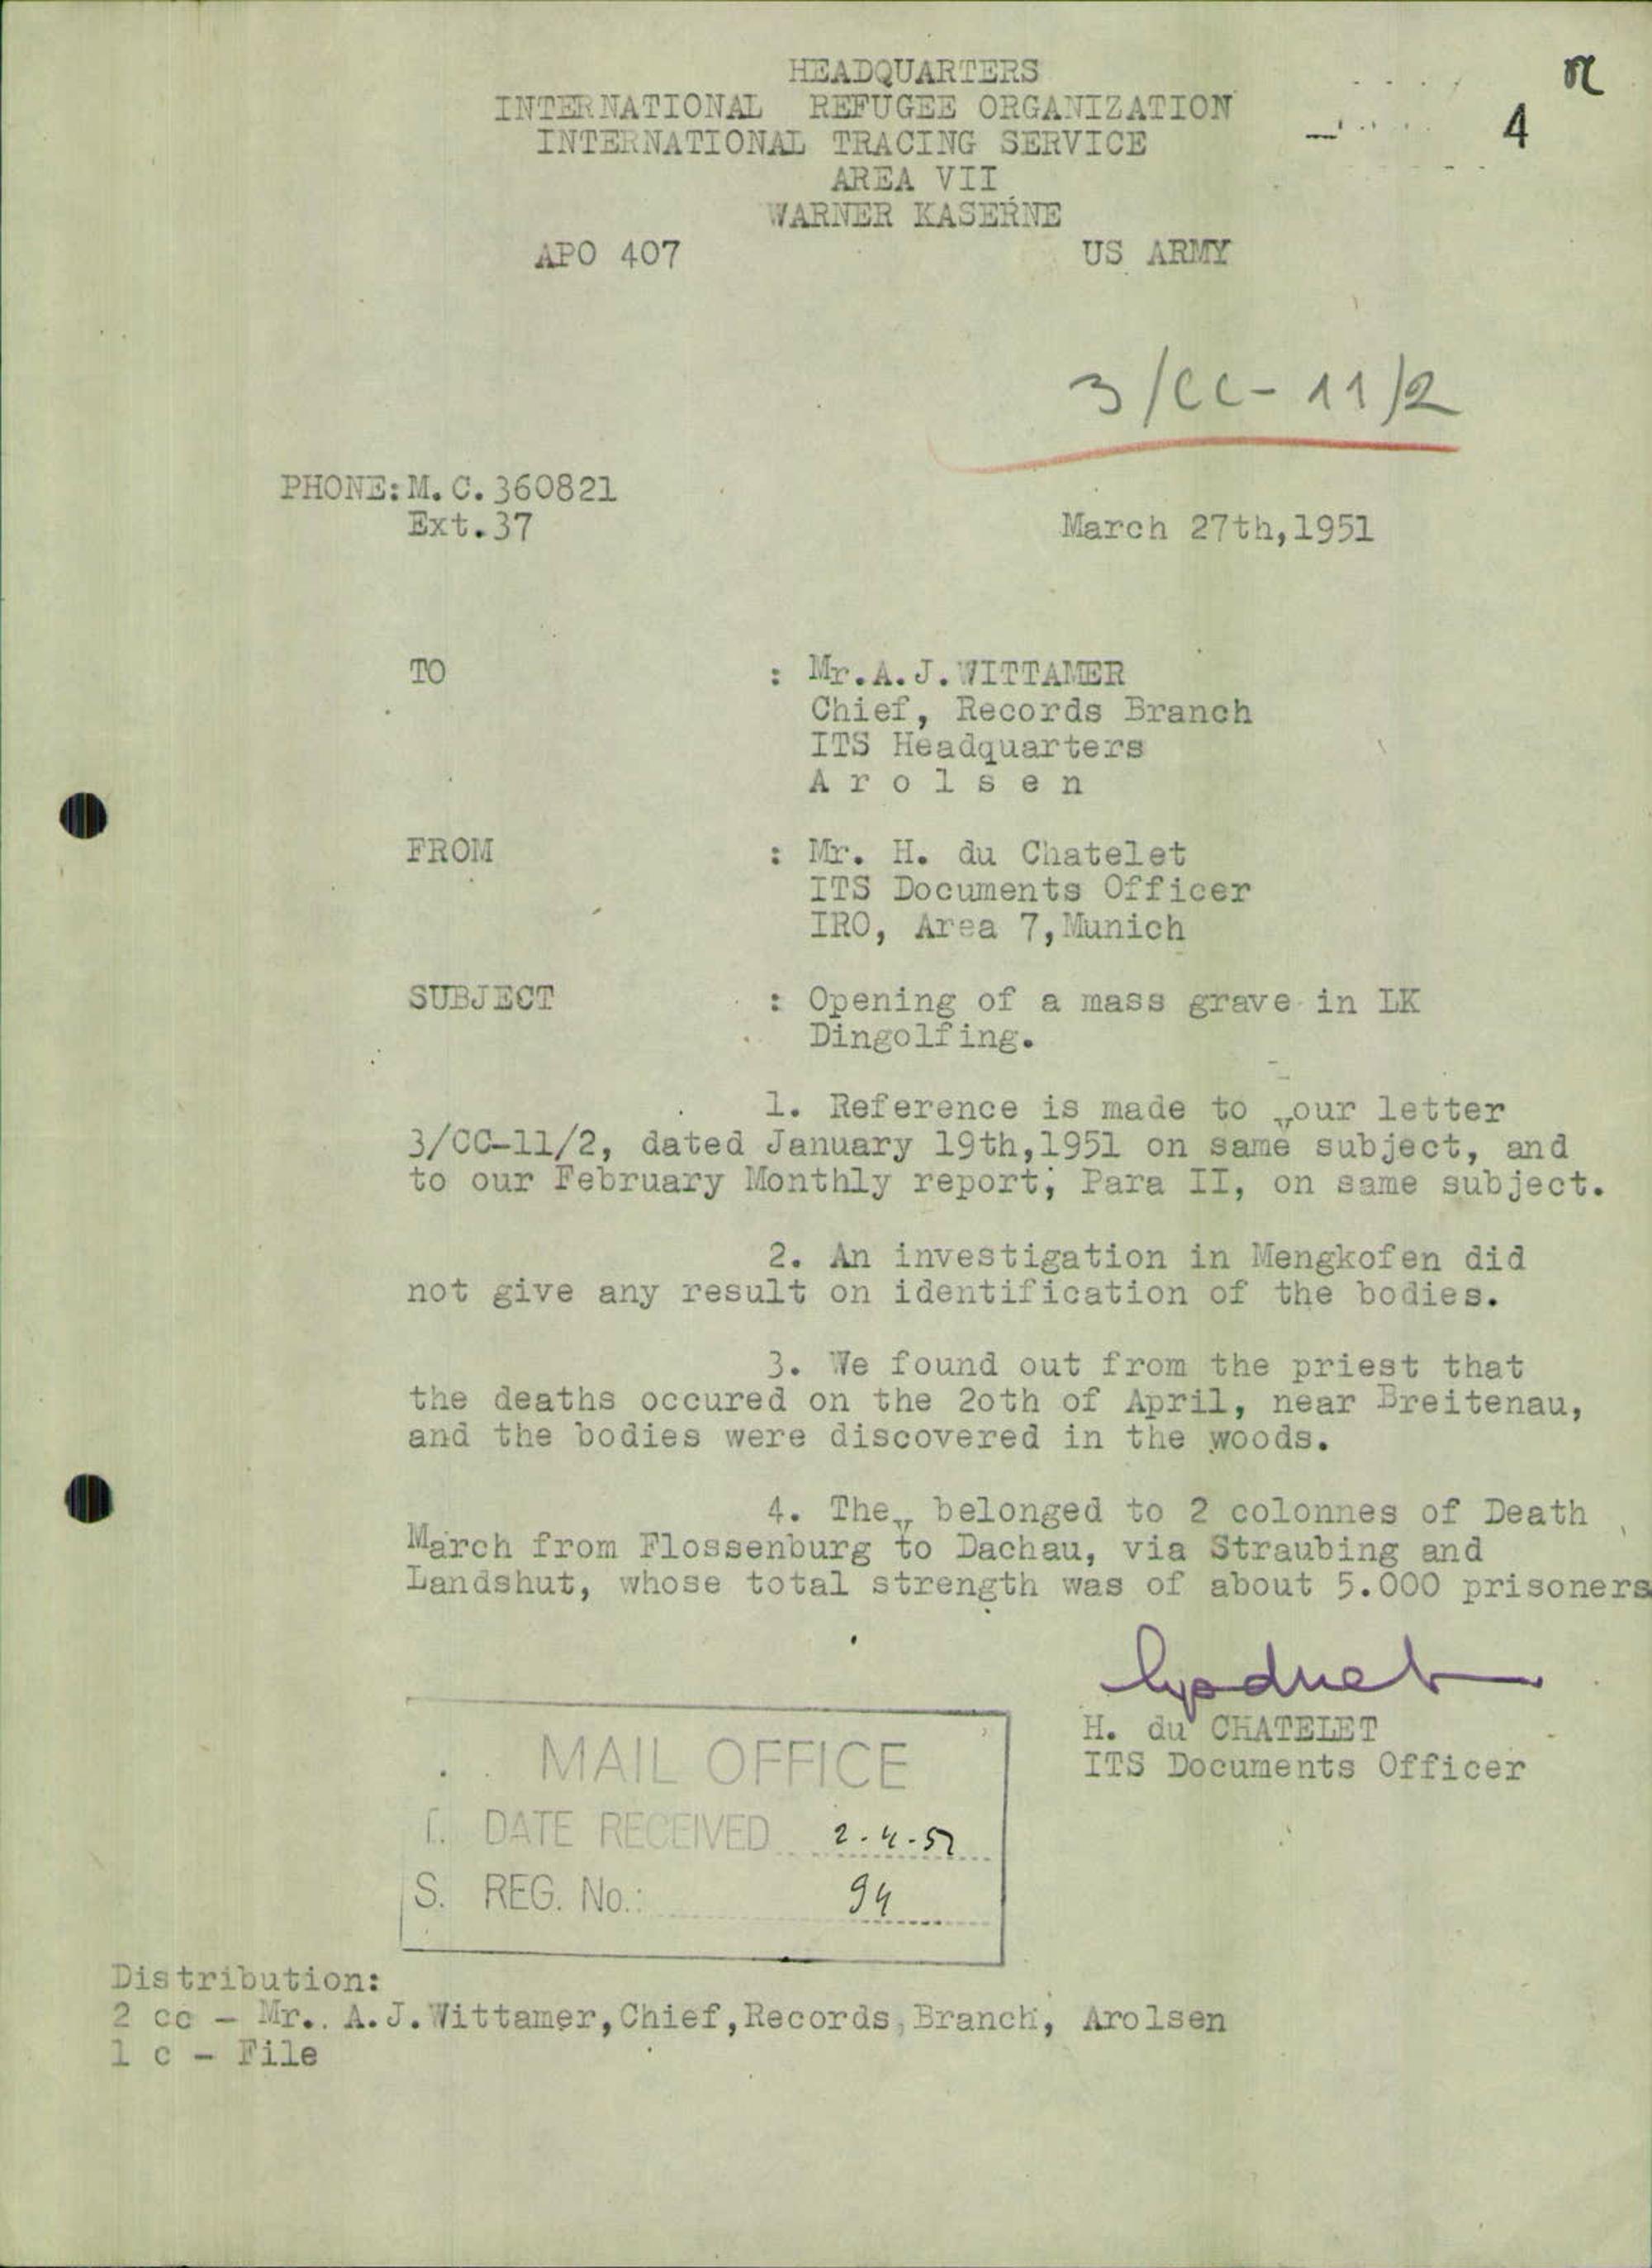 HEADQUARTERS
INTERNATIONAL REFUGEE ORGANIZATION
INTERNATIONAL TRACING SERVICE
4
AREA VII
WARNER KASERNE
APO 407 US ARMY
3/CC-11/2
PHONE: M. C. 360821
Ext. 37
March 27th, 1951
TO : Mr. A. J. WITTAMER
Chief, Records Branch
ITS Headquarters
A r o l s e n
FROM : Mr. H. du Chatelet
ITS Documents Officer
IRO, Area 7, Munich
SUBJECT : Opening of a mass grave in LK
Dingolfing.
1. Reference is made to your letter
3/CC-11/2, dated January 19th, 1951 on same subject, and
to our February Monthly report; Para II, on same subject.
2. An investigation in Mengkofen did
not give any result on identification of the bodies.
3. We found out from the priest that
the deaths occured on the 2oth of April, near Breitenau,
and the bodies were discovered in the woods.
4. They belonged to 2 colonnes of Death
March from Flossenburg to Dachau, via Straubing and
Landshut, whose total strength was of about 5.000 prisoners
H. du CHATELET
ITS Documents Officer
MAIL OFFICE
I. DATE RECEIVED 2-4-51
S. REG. No.: 94
Distribution:
2 cc - Mr.. A. J. Wittamer, Chief, Records, Branch, Arolsen
1 c - File